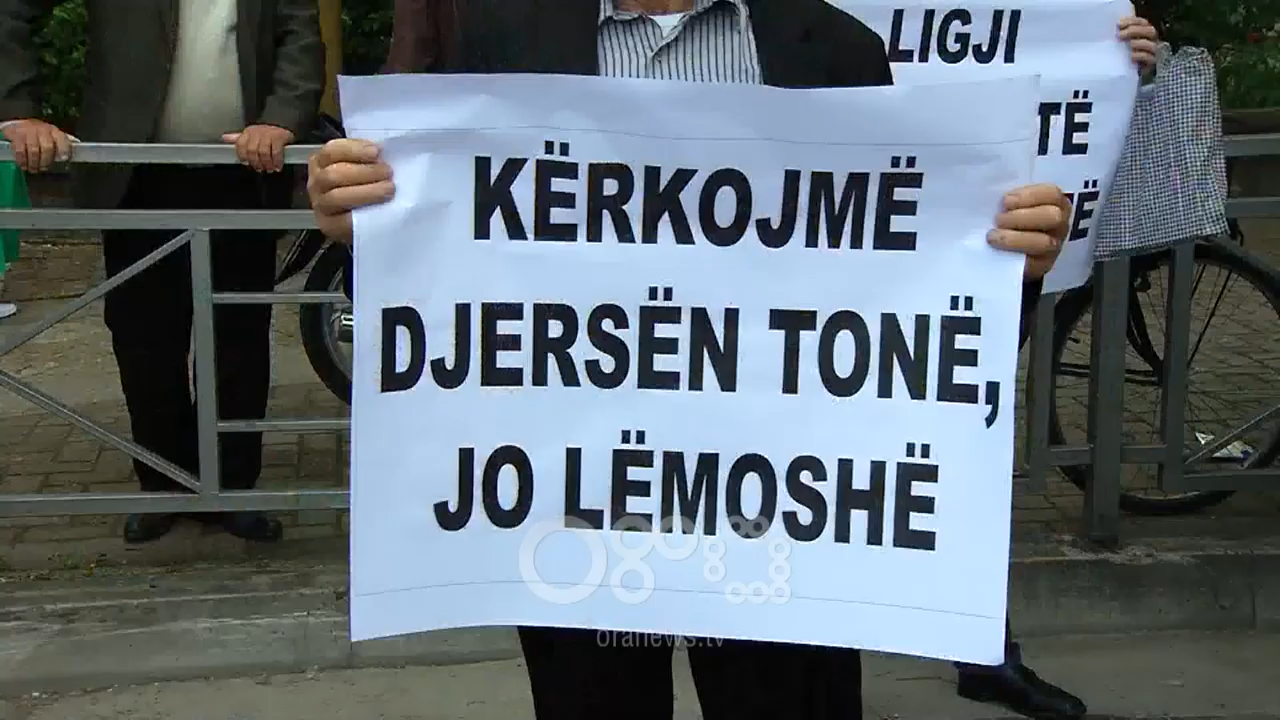 KËRKOJMË
DJERSËN TONË,
JO LËMOSHË
LIGJI
TË
oranews.tv